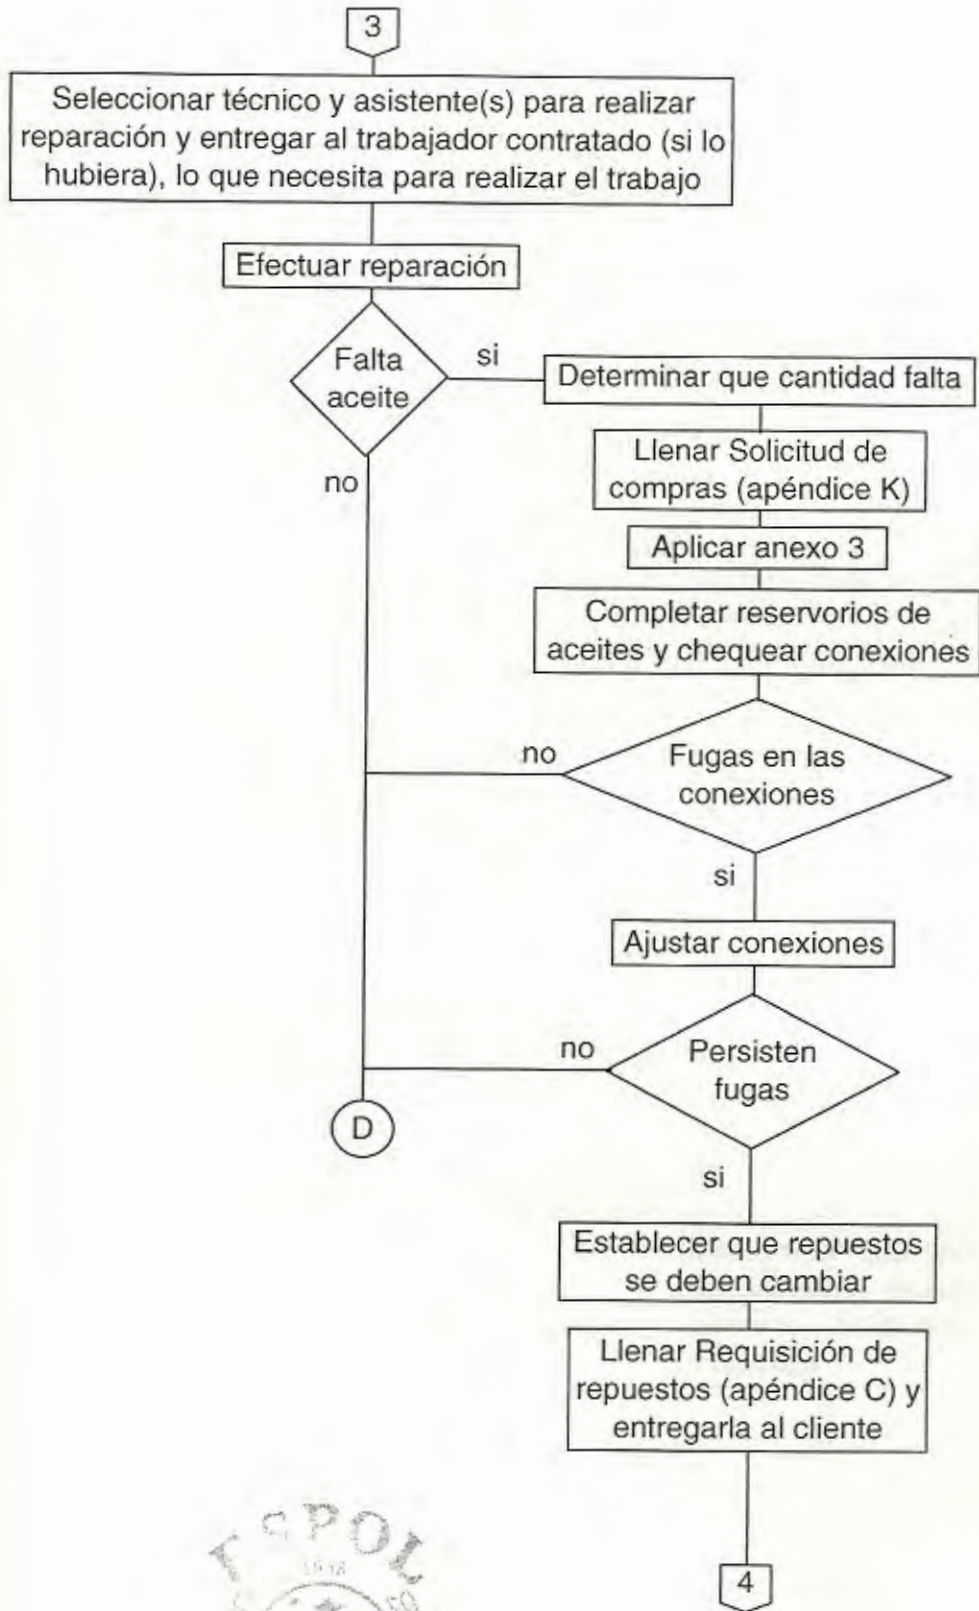 3
Seleccionar técnico y asistente(s) para realizar
reparación y entregar al trabajador contratado (si lo
hubiera), lo que necesita para realizar el trabajo
Efectuar reparación
Falta
aceite
si
Determinar que cantidad falta
no
Llenar Solicitud de
compras (apéndice K)
Aplicar anexo 3
Completar reservorios de
aceites y chequear conexiones
Fugas en las
conexiones
no
si
Ajustar conexiones
Persisten
fugas
no
D
si
Establecer que repuestos
se deben cambiar
Llenar Requisición de
repuestos (apéndice C) y
entregarla al cliente
4
ESPOL